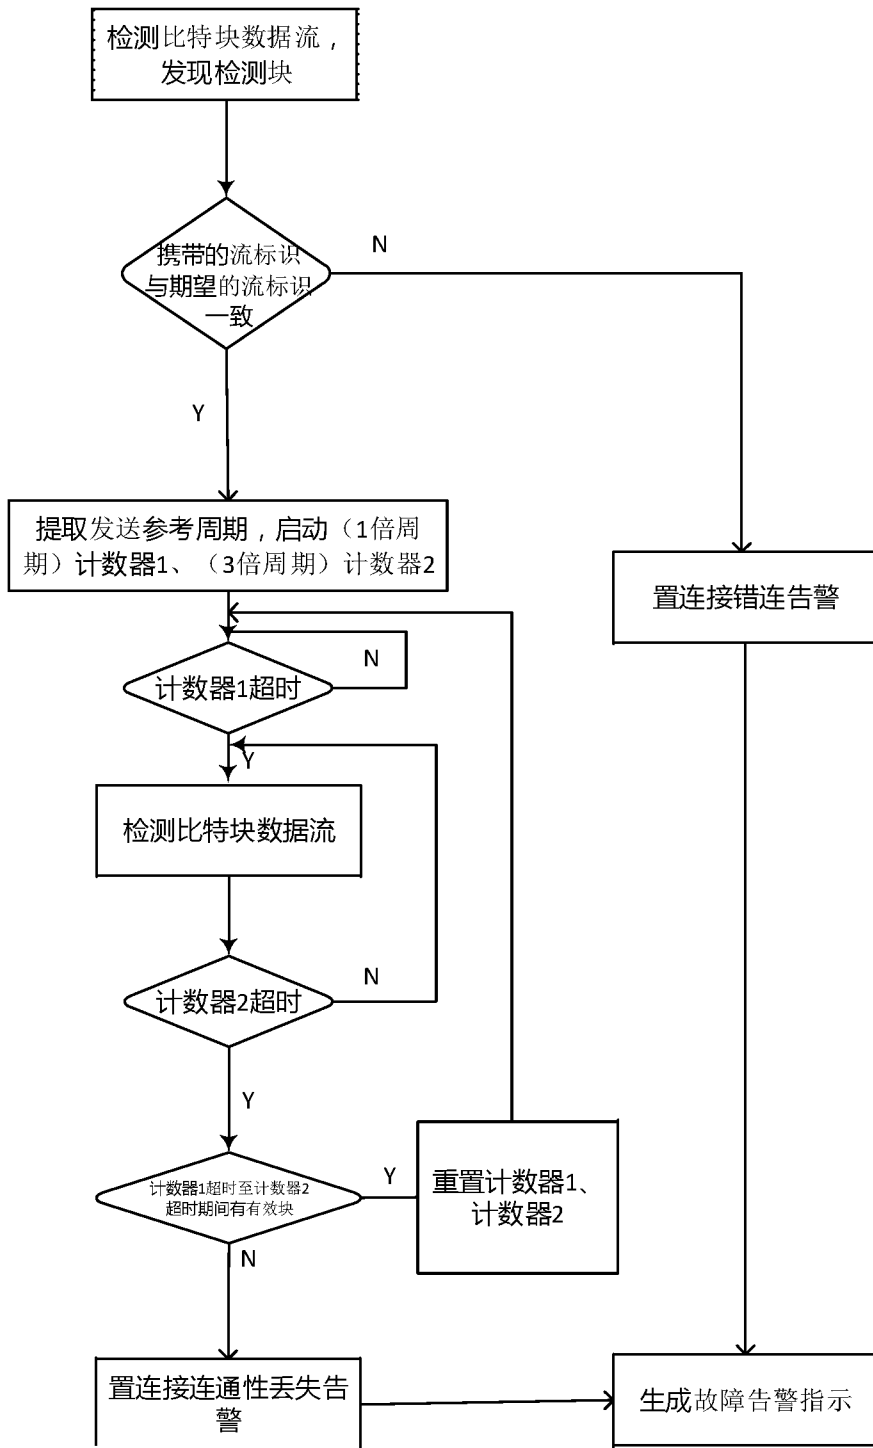 检测比特块数据流，
发现检测块
携带的流标识
与期望的流标识
一致
N
Y
提取发送参考周期，启动（1倍周
期）计数器1、（3倍周期）计数器2
置连接错连告警
计数器1超时
N
Y
检测比特块数据流
计数器2超时
N
Y
计数器1超时至计数器2
超时期间有有效块
Y
重置计数器1、
计数器2
N
置连接连通性丢失告
警
生成故障告警指示